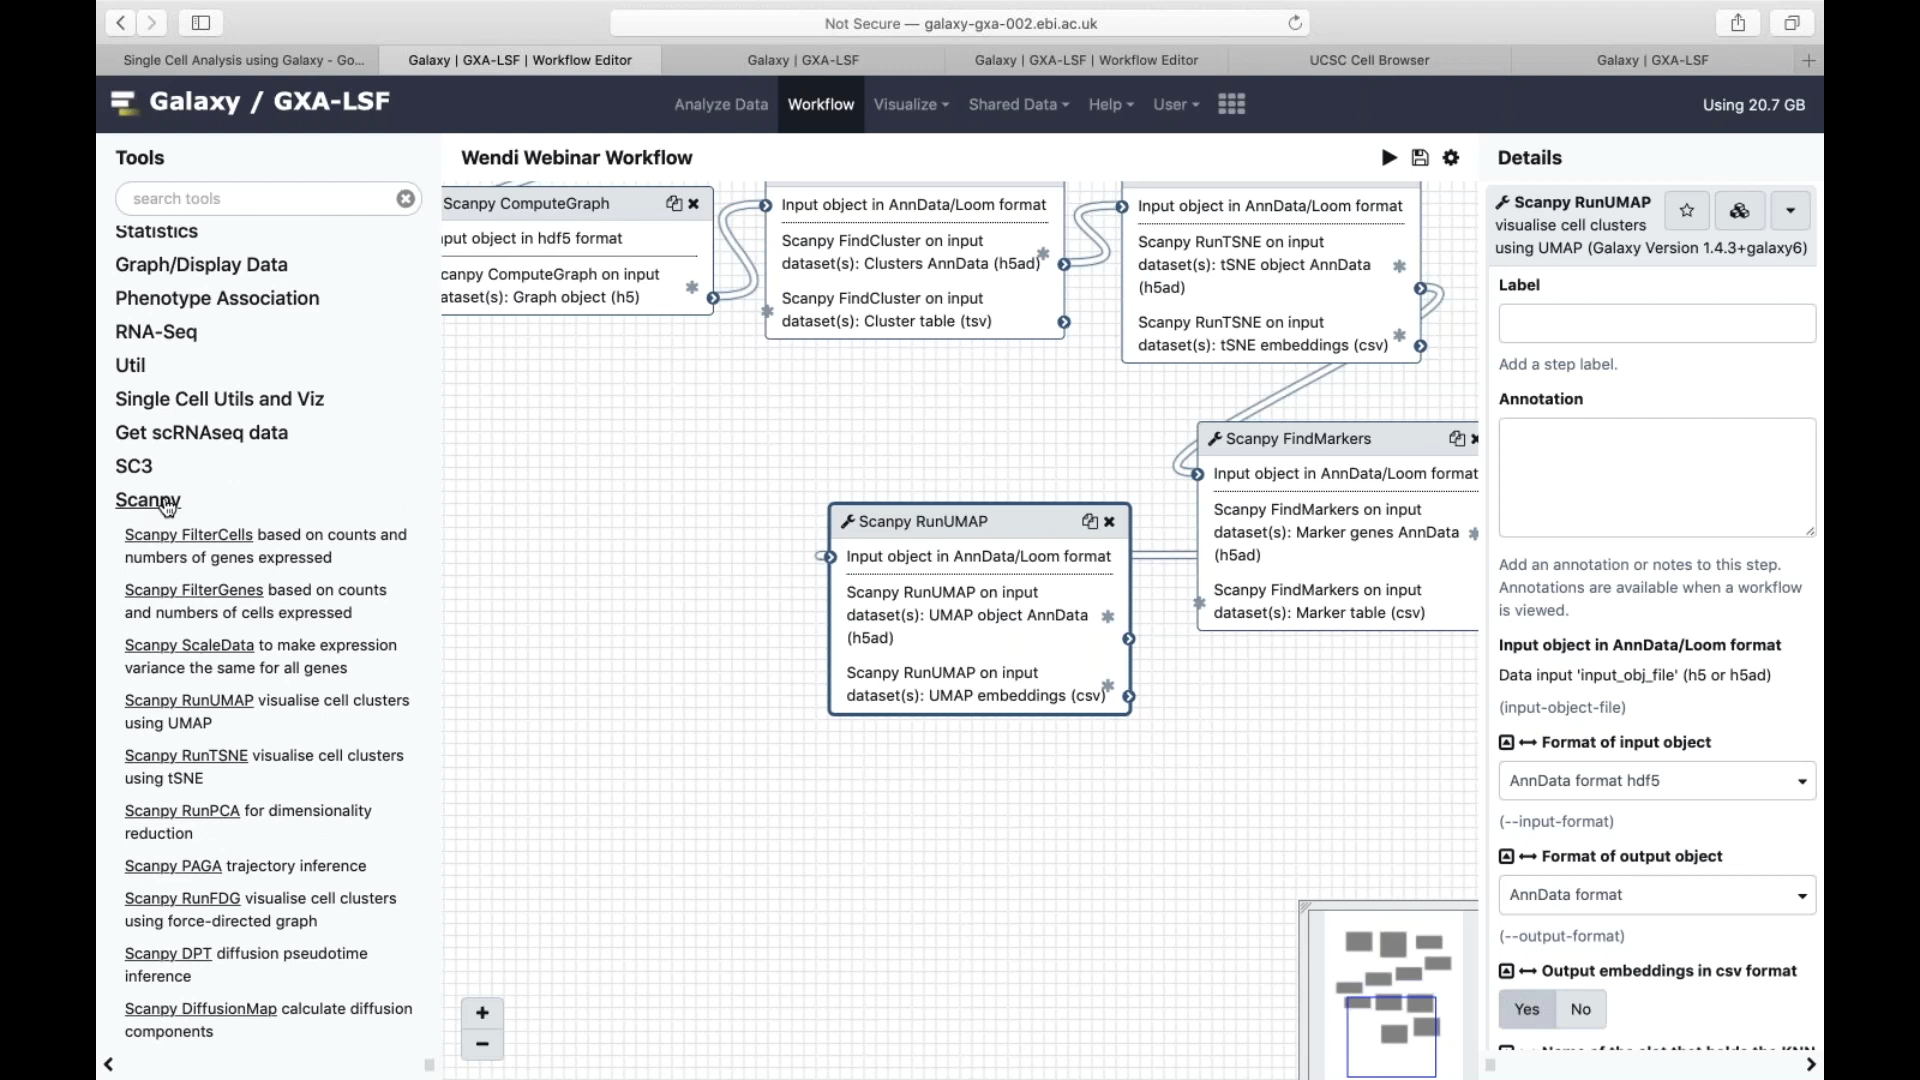 Not Secure — galaxy-gxa-002.ebi.ac.uk
Single Cell Analysis using Galaxy - Go...
Galaxy | GXA-LSF | Workflow Editor
Galaxy | GXA-LSF
Galaxy | GXA-LSF | Workflow Editor
UCSC Cell Browser
Galaxy | GXA-LSF
Galaxy / GXA-LSF
Analyze Data
Workflow
Visualize
Shared Data
Help
User
Using 20.7 GB
Tools
search tools
Statistics
Graph/Display Data
Phenotype Association
RNA-Seq
Util
Single Cell Utils and Viz
Get scRNAseq data
SC3
Scanpy
Scanpy FilterCells based on counts and
numbers of genes expressed
Scanpy FilterGenes based on counts
and numbers of cells expressed
Scanpy ScaleData to make expression
variance the same for all genes
Scanpy RunUMAP visualise cell clusters
using UMAP
Scanpy RunTSNE visualise cell clusters
using tSNE
Scanpy RunPCA for dimensionality
reduction
Scanpy PAGA trajectory inference
Scanpy RunFDG visualise cell clusters
using force-directed graph
Scanpy DPT diffusion pseudotime
inference
Scanpy DiffusionMap calculate diffusion
components
Wendi Webinar Workflow
Scanpy ComputeGraph
nput object in hdf5 format
canpy ComputeGraph on input
ataset(s): Graph object (h5)
Input object in AnnData/Loom format
Scanpy FindCluster on input
dataset(s): Clusters AnnData (h5ad)
Scanpy FindCluster on input
dataset(s): Cluster table (tsv)
Input object in AnnData/Loom format
Scanpy RunTSNE on input
dataset(s): tSNE object AnnData
(h5ad)
Scanpy RunTSNE on input
dataset(s): tSNE embeddings (csv)
Scanpy FindMarkers
Input object in AnnData/Loom format
Scanpy FindMarkers on input
dataset(s): Marker genes AnnData
(h5ad)
Scanpy FindMarkers on input
dataset(s): Marker table (csv)
Scanpy RunUMAP
Input object in AnnData/Loom format
Scanpy RunUMAP on input
dataset(s): UMAP object AnnData
(h5ad)
Scanpy RunUMAP on input
dataset(s): UMAP embeddings (csv)
Details
Scanpy RunUMAP
visualise cell clusters
using UMAP (Galaxy Version 1.4.3+galaxy6)
Label
Add a step label.
Annotation
Add an annotation or notes to this step.
Annotations are available when a workflow
is viewed.
Input object in AnnData/Loom format
Data input 'input_obj_file' (h5 or h5ad)
(input-object-file)
Format of input object
AnnData format hdf5
(--input-format)
Format of output object
AnnData format
(--output-format)
Output embeddings in csv format
Yes
No